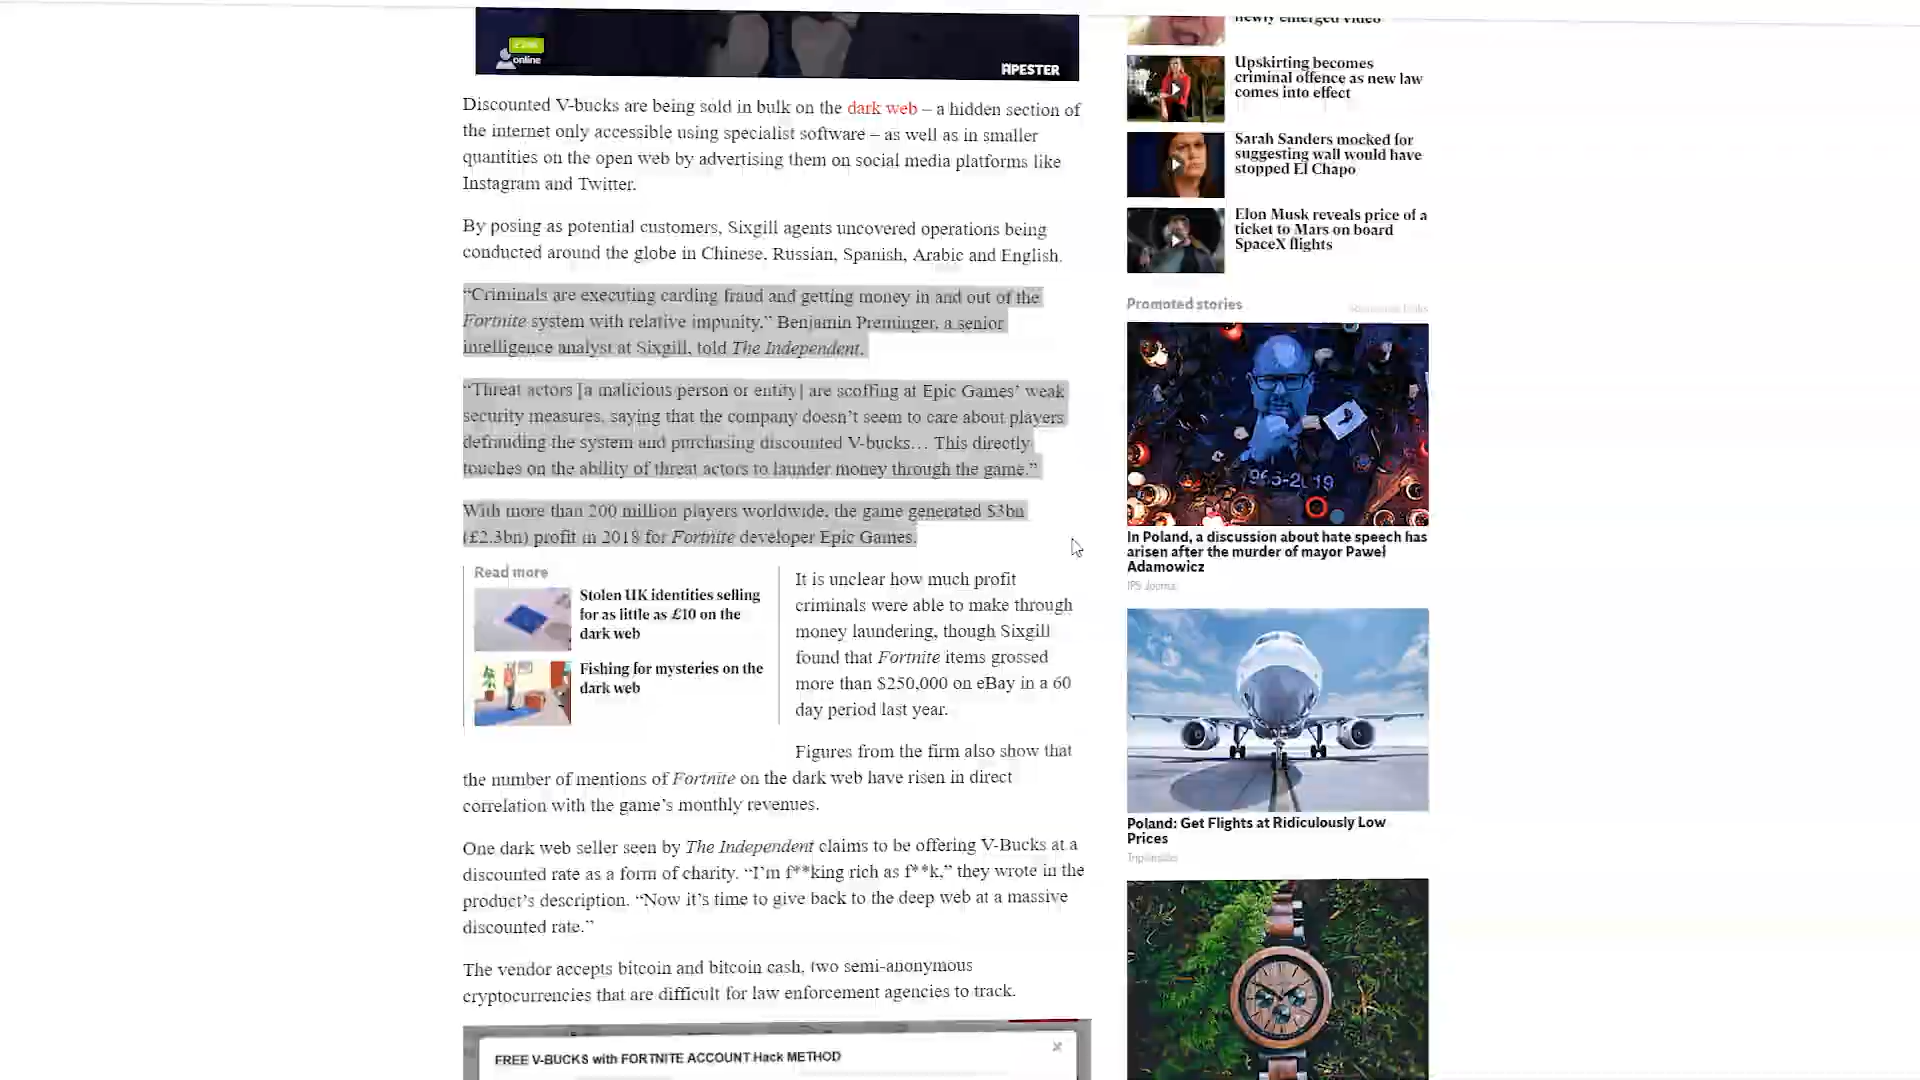 online
APESTER
Discounted V-bucks are being sold in bulk on the dark web – a hidden section of
the internet only accessible using specialist software – as well as in smaller
quantities on the open web by advertising them on social media platforms like
Instagram and Twitter.
By posing as potential customers, Sixgill agents uncovered operations being
conducted around the globe in Chinese, Russian, Spanish, Arabic and English.
“Criminals are executing carding fraud and getting money in and out of the
Fortnite system with relative impunity,” Benjamin Preminger, a senior
intelligence analyst at Sixgill, told The Independent.
“Threat actors [a malicious person or entity] are scoffing at Epic Games’ weak
security measures, saying that the company doesn’t seem to care about players
defrauding the system and purchasing discounted V-bucks… This directly
touches on the ability of threat actors to launder money through the game.”
With more than 200 million players worldwide, the game generated $3bn
(£2.3bn) profit in 2018 for Fortnite developer Epic Games.
Read more
Stolen UK identities selling
for as little as £10 on the
dark web
Fishing for mysteries on the
dark web
It is unclear how much profit
criminals were able to make through
money laundering, though Sixgill
found that Fortnite items grossed
more than $250,000 on eBay in a 60
day period last year.
Figures from the firm also show that
the number of mentions of Fortnite on the dark web have risen in direct
correlation with the game’s monthly revenues.
One dark web seller seen by The Independent claims to be offering V-Bucks at a
discounted rate as a form of charity. “I’m f**king rich as f**k,” they wrote in the
product’s description. “Now it’s time to give back to the deep web at a massive
discounted rate.”
The vendor accepts bitcoin and bitcoin cash, two semi-anonymous
cryptocurrencies that are difficult for law enforcement agencies to track.
FREE V-BUCKS with FORTNITE ACCOUNT Hack METHOD
newly emerged video
Upskirting becomes
criminal offence as new law
comes into effect
Sarah Sanders mocked for
suggesting wall would have
stopped El Chapo
Elon Musk reveals price of a
ticket to Mars on board
SpaceX flights
Promoted stories
Sponsored Links
1965-2019
In Poland, a discussion about hate speech has
arisen after the murder of mayor Paweł
Adamowicz
IPS Journal
Poland: Get Flights at Ridiculously Low
Prices